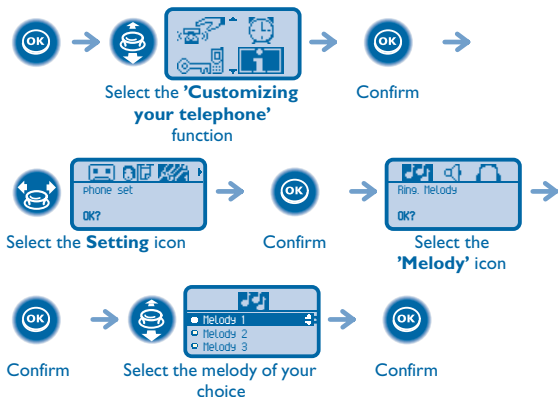 OK
OK
Select the 'Customizing
your telephone'
function
Confirm
phone set
OK?
OK
Ring. Melody
OK?
Select the Setting icon
Confirm
Select the
'Melody' icon
OK
Melody 1
Melody 2
Melody 3
OK
Confirm
Select the melody of your
choice
Confirm